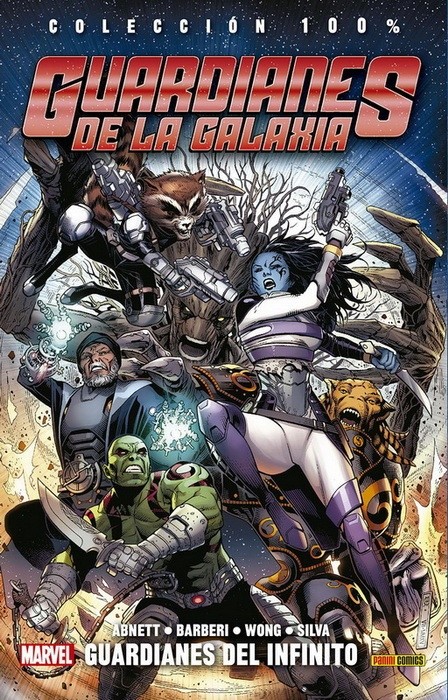 COLECCIÓN 100%
GUARDIANES
DE LA GALAXIA
ABNETT • BARBERI • WONG • SILVA
MARVEL
GUARDIANES DEL INFINITO
PANINI COMICS